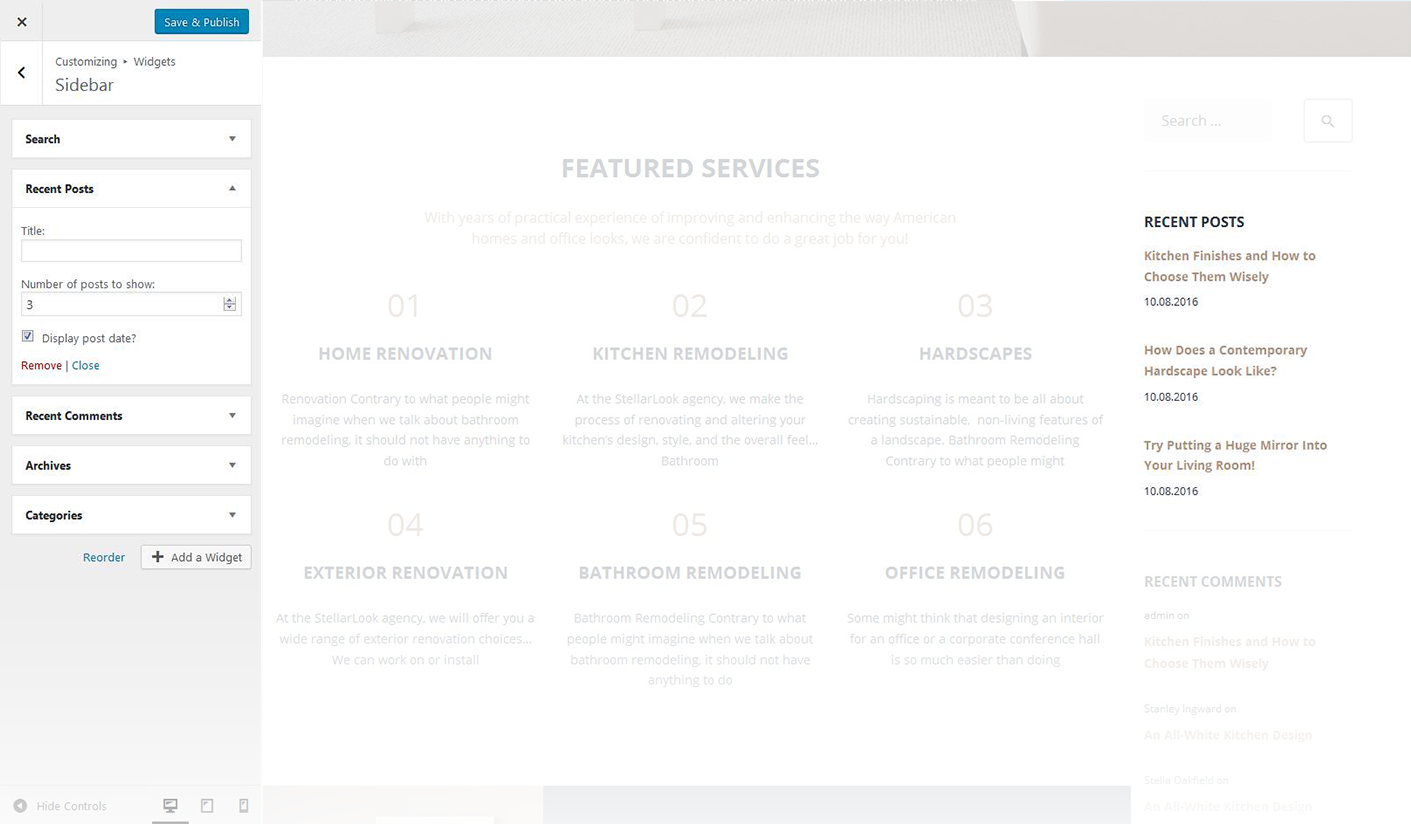 Save & Publish
Customizing ▸ Widgets
Sidebar
Search
Recent Posts
Title:
Number of posts to show:
3
Display post date?
Remove | Close
Recent Comments
Archives
Categories
Reorder
Add a Widget
Hide Controls
FEATURED SERVICES
With years of practical experience of improving and enhancing the way American
homes and office looks, we are confident to do a great job for you!
01
HOME RENOVATION
Renovation Contrary to what people might
imagine when we talk about bathroom
remodeling, it should not have anything to
do with
02
KITCHEN REMODELING
At the StellarLook agency, we make the
process of renovating and altering your
kitchen's design, style, and the overall feel...
Bathroom
03
HARDSCAPES
Hardscaping is meant to be all about
creating sustainable, non-living features of
a landscape. Bathroom Remodeling
Contrary to what people might
04
EXTERIOR RENOVATION
At the StellarLook agency, we will offer you a
wide range of exterior renovation choices...
We can work on or install
05
BATHROOM REMODELING
Bathroom Remodeling Contrary to what
people might imagine when we talk about
bathroom remodeling, it should not have
anything to do
06
OFFICE REMODELING
Some might think that designing an interior
for an office or a corporate conference hall
is so much easier than doing
Search ...
RECENT POSTS
Kitchen Finishes and How to
Choose Them Wisely
10.08.2016
How Does a Contemporary
Hardscape Look Like?
10.08.2016
Try Putting a Huge Mirror Into
Your Living Room!
10.08.2016
RECENT COMMENTS
admin on
Kitchen Finishes and How to
Choose Them Wisely
Stanley Ingward on
An All-White Kitchen Design
Stella Oakfield on
An All-White Kitchen Design